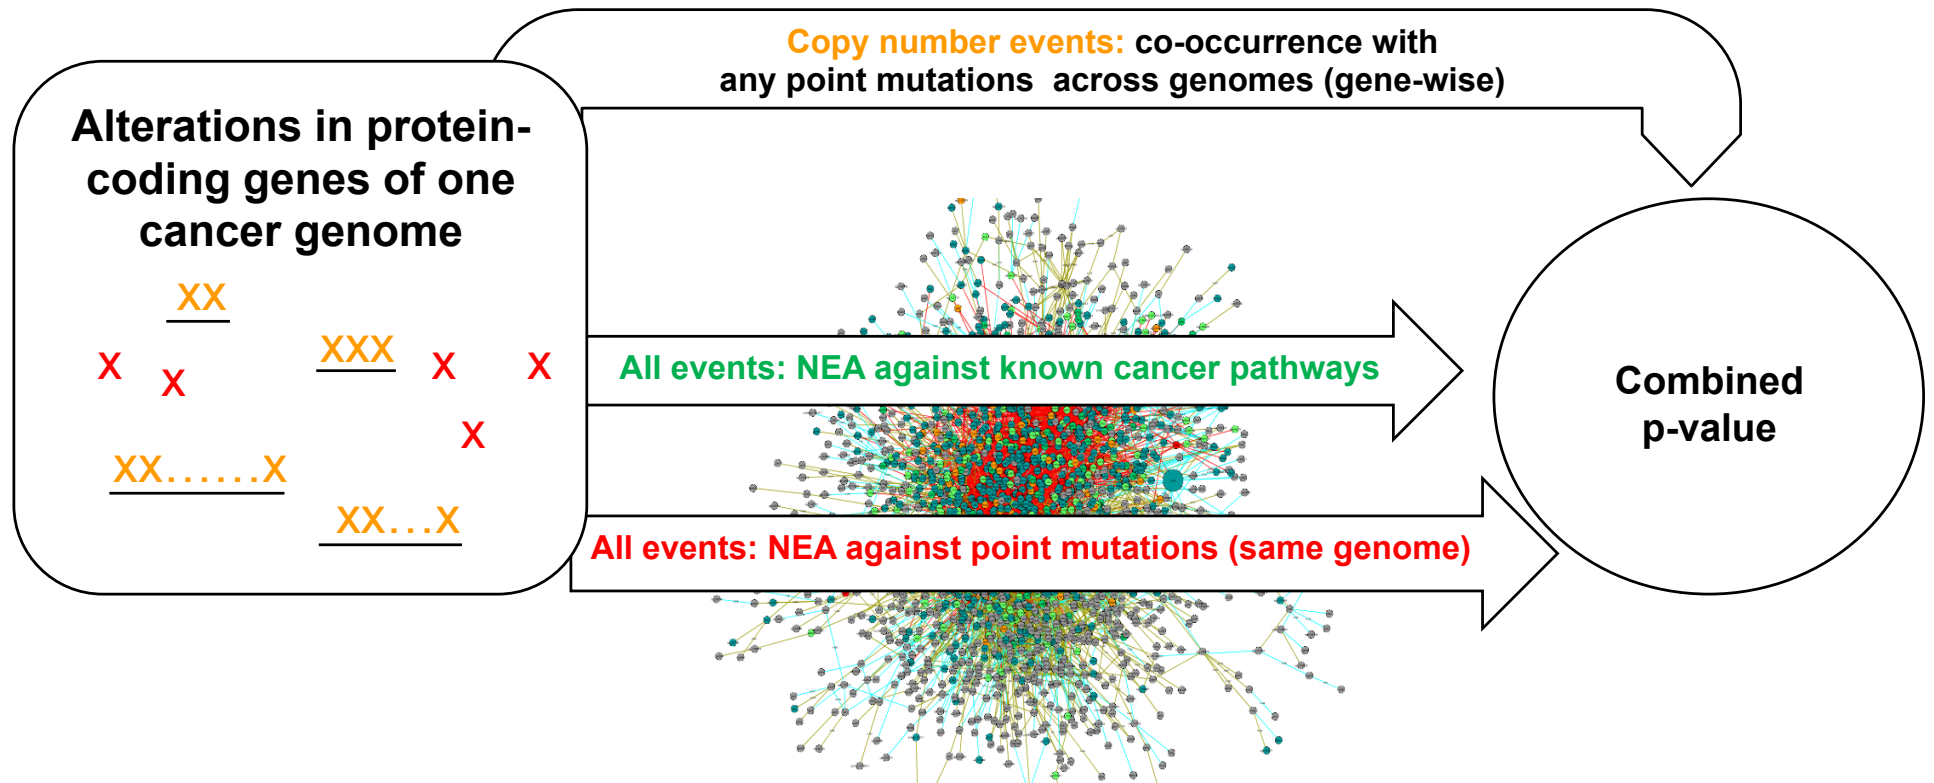 Copy number events: co-occurrence with
any point mutations across genomes (gene-wise)
Alterations in protein-
coding genes of one
cancer genome
XX
XXX
X
X
X
X
X
XX......X
XX...X
All events: NEA against known cancer pathways
All events: NEA against point mutations (same genome)
Combined
p-value